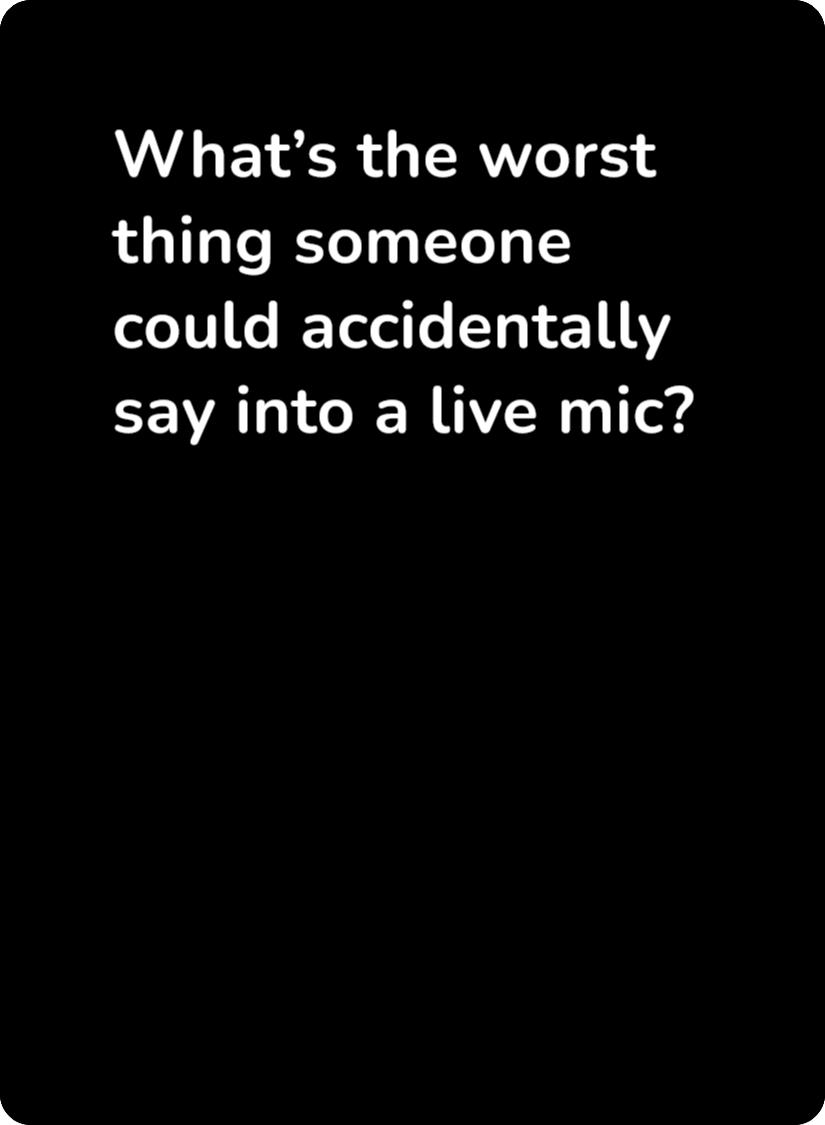 What’s the worst
thing someone
could accidentally
say into a live mic?